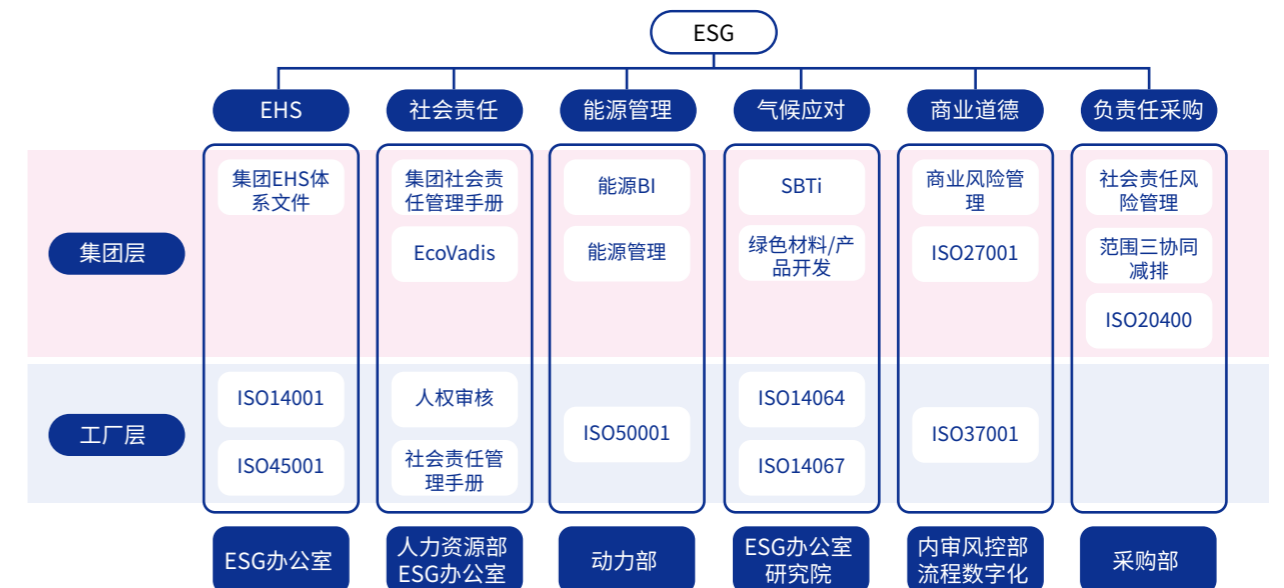 ESG
EHS
社会责任
能源管理
气候应对
商业道德
负责任采购
集团层
集团EHS体
系文件
集团社会责
任管理手册
EcoVadis
能源BI
能源管理
SBTi
绿色材料/产
品开发
商业风险管
理
ISO27001
社会责任风
险管理
范围三协同
减排
ISO20400
工厂层
ISO14001
ISO45001
人权审核
社会责任管
理手册
ISO50001
ISO14064
ISO14067
ISO37001
ESG办公室
人力资源部
ESG办公室
动力部
ESG办公室
研究院
内审风控部
流程数字化
采购部